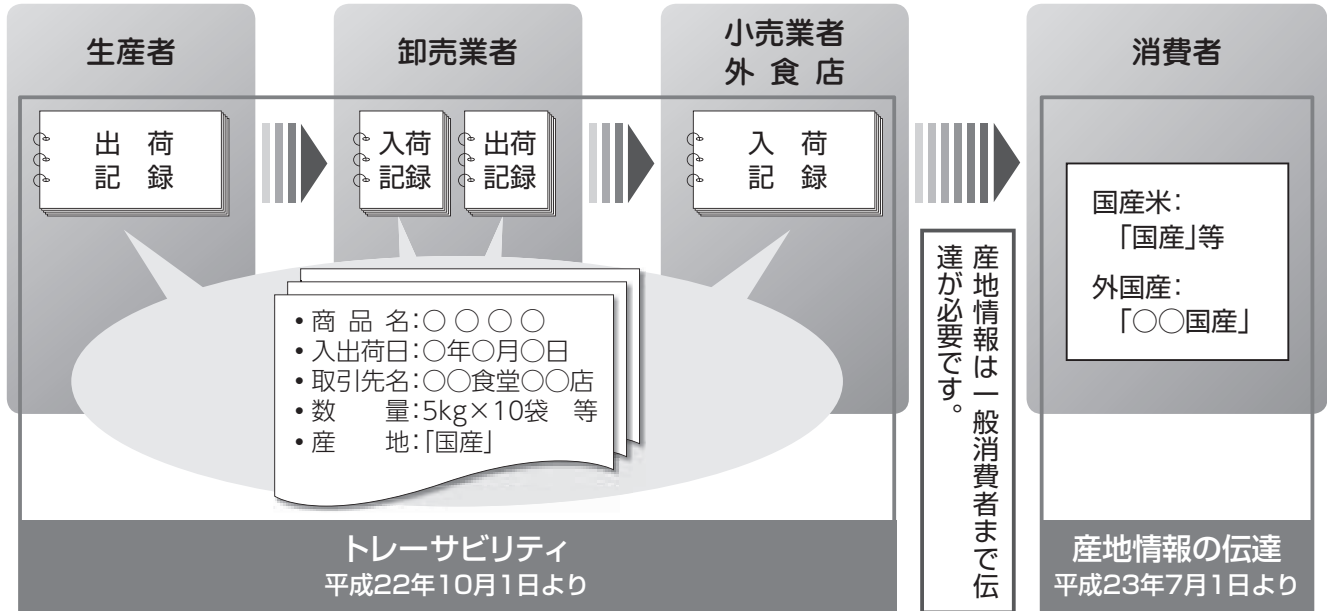 生産者
卸売業者
小売業者
外食店
消費者
出荷
記録
入荷
記録
出荷
記録
入荷
記録
• 商品名：○○○○
• 入出荷日：○年○月○日
• 取引先名：○○食堂○○店
• 数　量：5kg×10袋　等
• 産　地：「国産」
産地情報は一般消費者まで伝
達が必要です。
国産米：
「国産」等
外国産：
「○○国産」
トレーサビリティ
平成22年10月1日より
産地情報の伝達
平成23年7月1日より